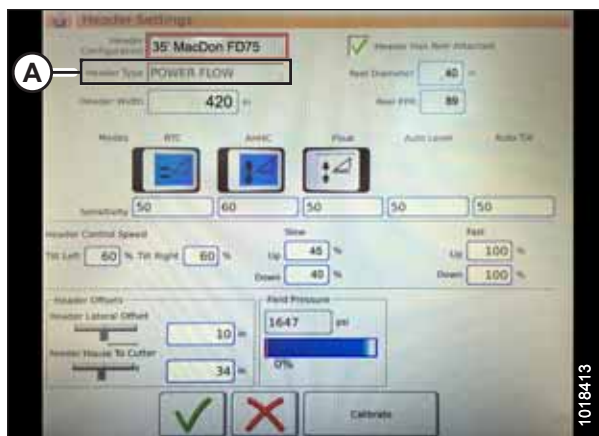 Header Settings
Header Configuration 35' MacDon FD75 Header Has Reel Attached
A Header Type POWER FLOW Reel Diameter 40 in
Header Width 420 in Reel PPR 89
Modes RTC AHHC Float Auto Level Auto Tilt
Sensitivity 50 60 50 50 50
Header Control Speed Slow Fast
Tilt Left 60 % Tilt Right 60 % Up 45 % Up 100 %
Down 40 % Down 100 %
Header Offsets Field Pressure
Header Lateral Offset 1647 psi
10 in
Feeder House To Cutter 0%
34 in
Calibrate
1018413